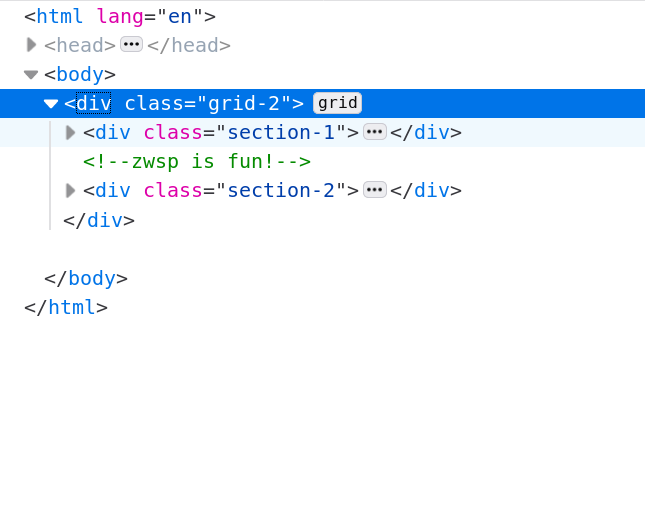 <html lang="en">
<head>•••</head>
<body>
<div class="grid-2"> grid
<div class="section-1">•••</div>
<!--zwsp is fun!-->
<div class="section-2">•••</div>
</div>
</body>
</html>